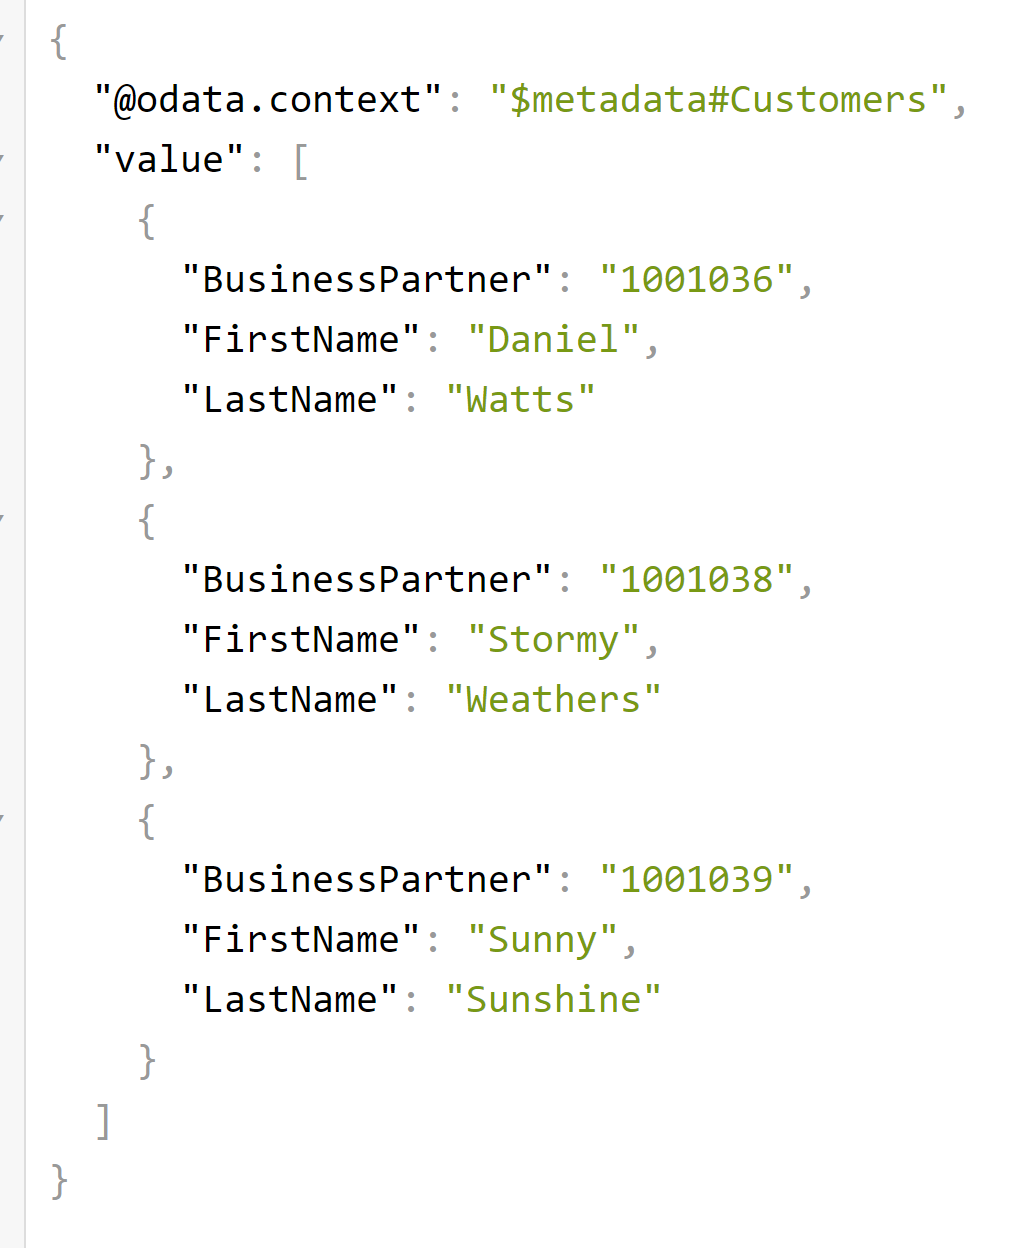 {
"@odata.context": "$metadata#Customers",
"value": [
{
"BusinessPartner": "1001036",
"FirstName": "Daniel",
"LastName": "Watts"
},
{
"BusinessPartner": "1001038",
"FirstName": "Stormy",
"LastName": "Weathers"
},
{
"BusinessPartner": "1001039",
"FirstName": "Sunny",
"LastName": "Sunshine"
}
]
}